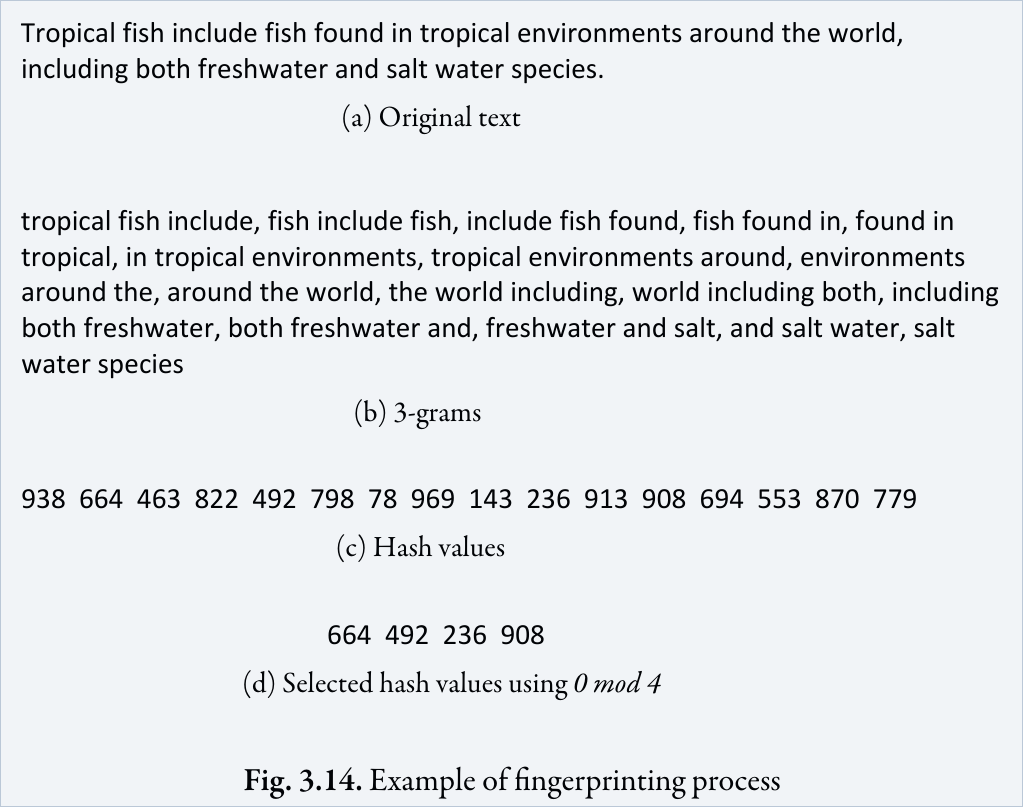 Tropical fish include fish found in tropical environments around the world,
including both freshwater and salt water species.
(a) Original text
tropical fish include, fish include fish, include fish found, fish found in, found in
tropical, in tropical environments, tropical environments around, environments
around the, around the world, the world including, world including both, including
both freshwater, both freshwater and, freshwater and salt, and salt water, salt
water species
(b) 3-grams
938 664 463 822 492 798 78 969 143 236 913 908 694 553 870 779
(c) Hash values
664 492 236 908
(d) Selected hash values using 0 mod 4
Fig. 3.14. Example of fingerprinting process